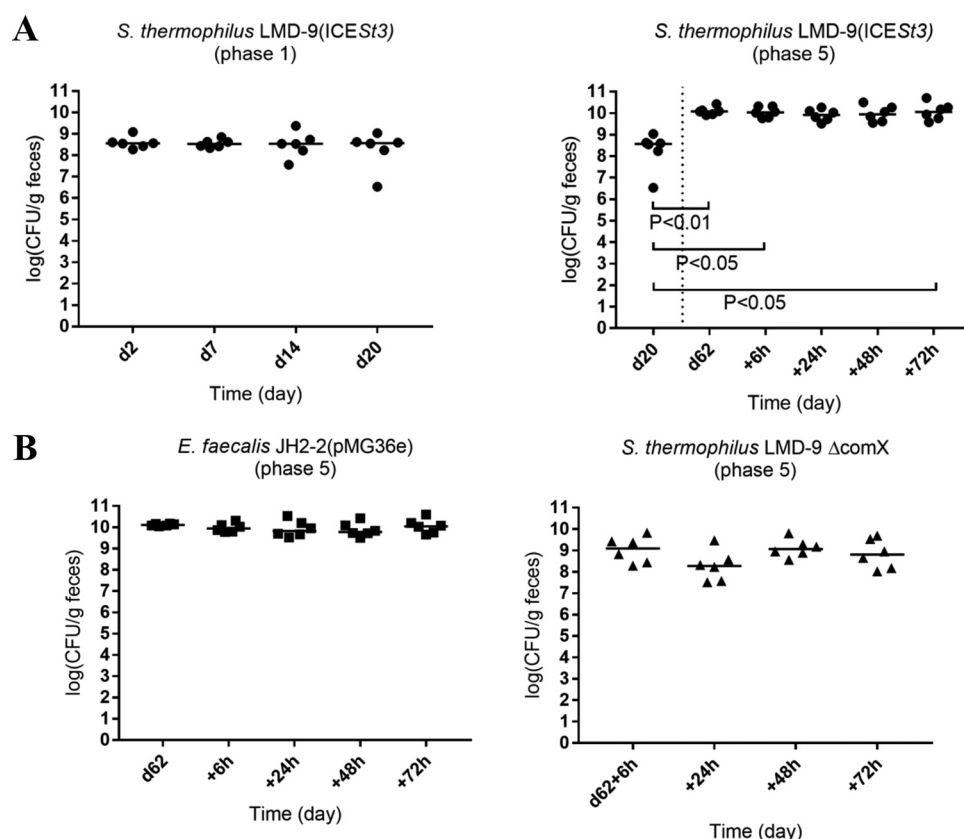 A
S. thermophilus LMD-9(ICESt3)
(phase 1)
log(CFU/g feces)
11
10
9
8
7
6
5
4
3
2
1
0
d2
d7
d14
d20
Time (day)
S. thermophilus LMD-9(ICESt3)
(phase 5)
log(CFU/g feces)
11
10
9
8
7
6
5
4
3
2
1
0
P<0.01
P<0.05
P<0.05
d20
d62
+6h
+24h
+48h
+72h
Time (day)
B
E. faecalis JH2-2(pMG36e)
(phase 5)
log(CFU/g feces)
11
10
9
8
7
6
5
4
3
2
1
0
d62
+6h
+24h
+48h
+72h
Time (day)
S. thermophilus LMD-9 ΔcomX
(phase 5)
log(CFU/g feces)
11
10
9
8
7
6
5
4
3
2
1
0
d62+6h
+24h
+48h
+72h
Time (day)